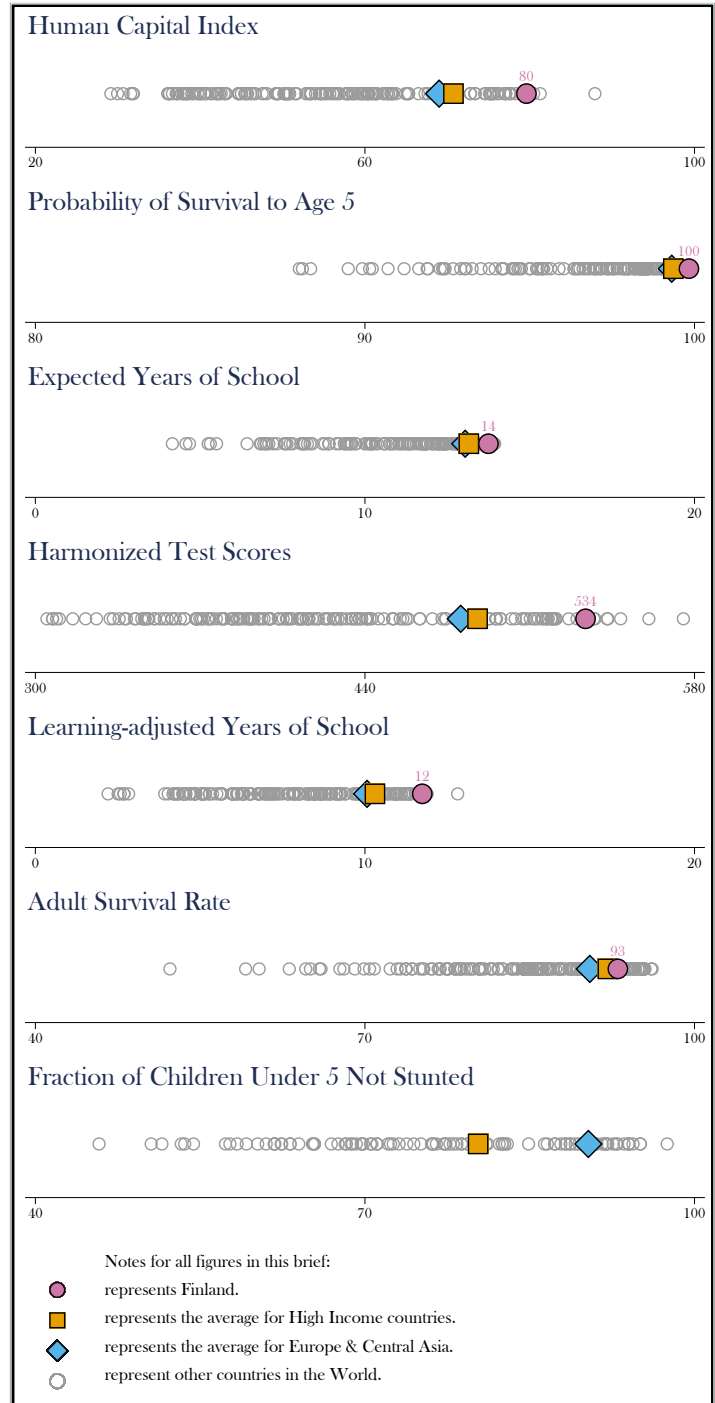 Human Capital Index
80
20 60 100
Probability of Survival to Age 5
100
80 90 100
Expected Years of School
14
0 10 20
Harmonized Test Scores
534
300 440 580
Learning-adjusted Years of School
12
0 10 20
Adult Survival Rate
93
40 70 100
Fraction of Children Under 5 Not Stunted
40 70 100
Notes for all figures in this brief:
represents Finland.
represents the average for High Income countries.
represents the average for Europe & Central Asia.
represent other countries in the World.